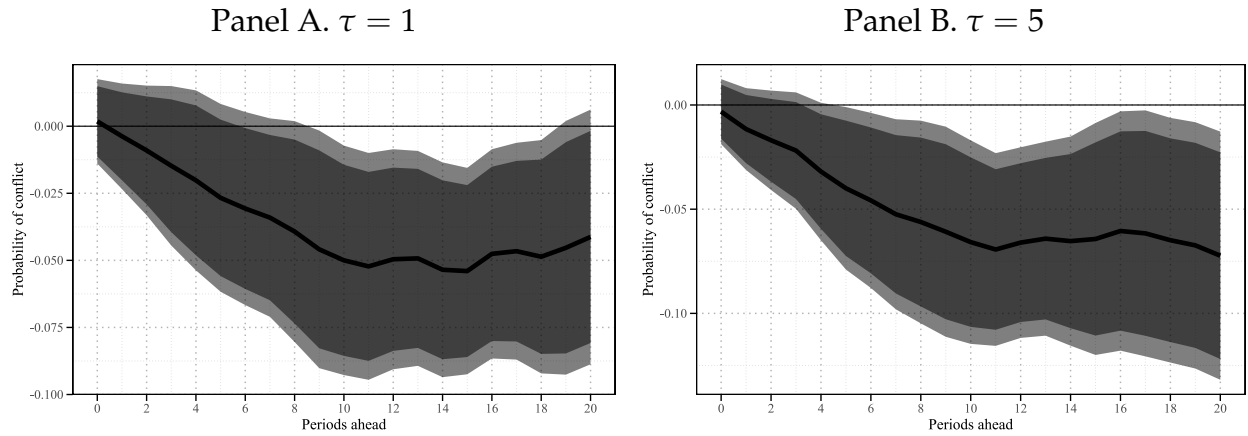 Panel A. τ = 1
Probability of conflict
0.000
-0.025
-0.050
-0.075
-0.100
0 2 4 6 8 10 12 14 16 18 20
Periods ahead
Panel B. τ = 5
Probability of conflict
0.00
-0.05
-0.10
0 2 4 6 8 10 12 14 16 18 20
Periods ahead